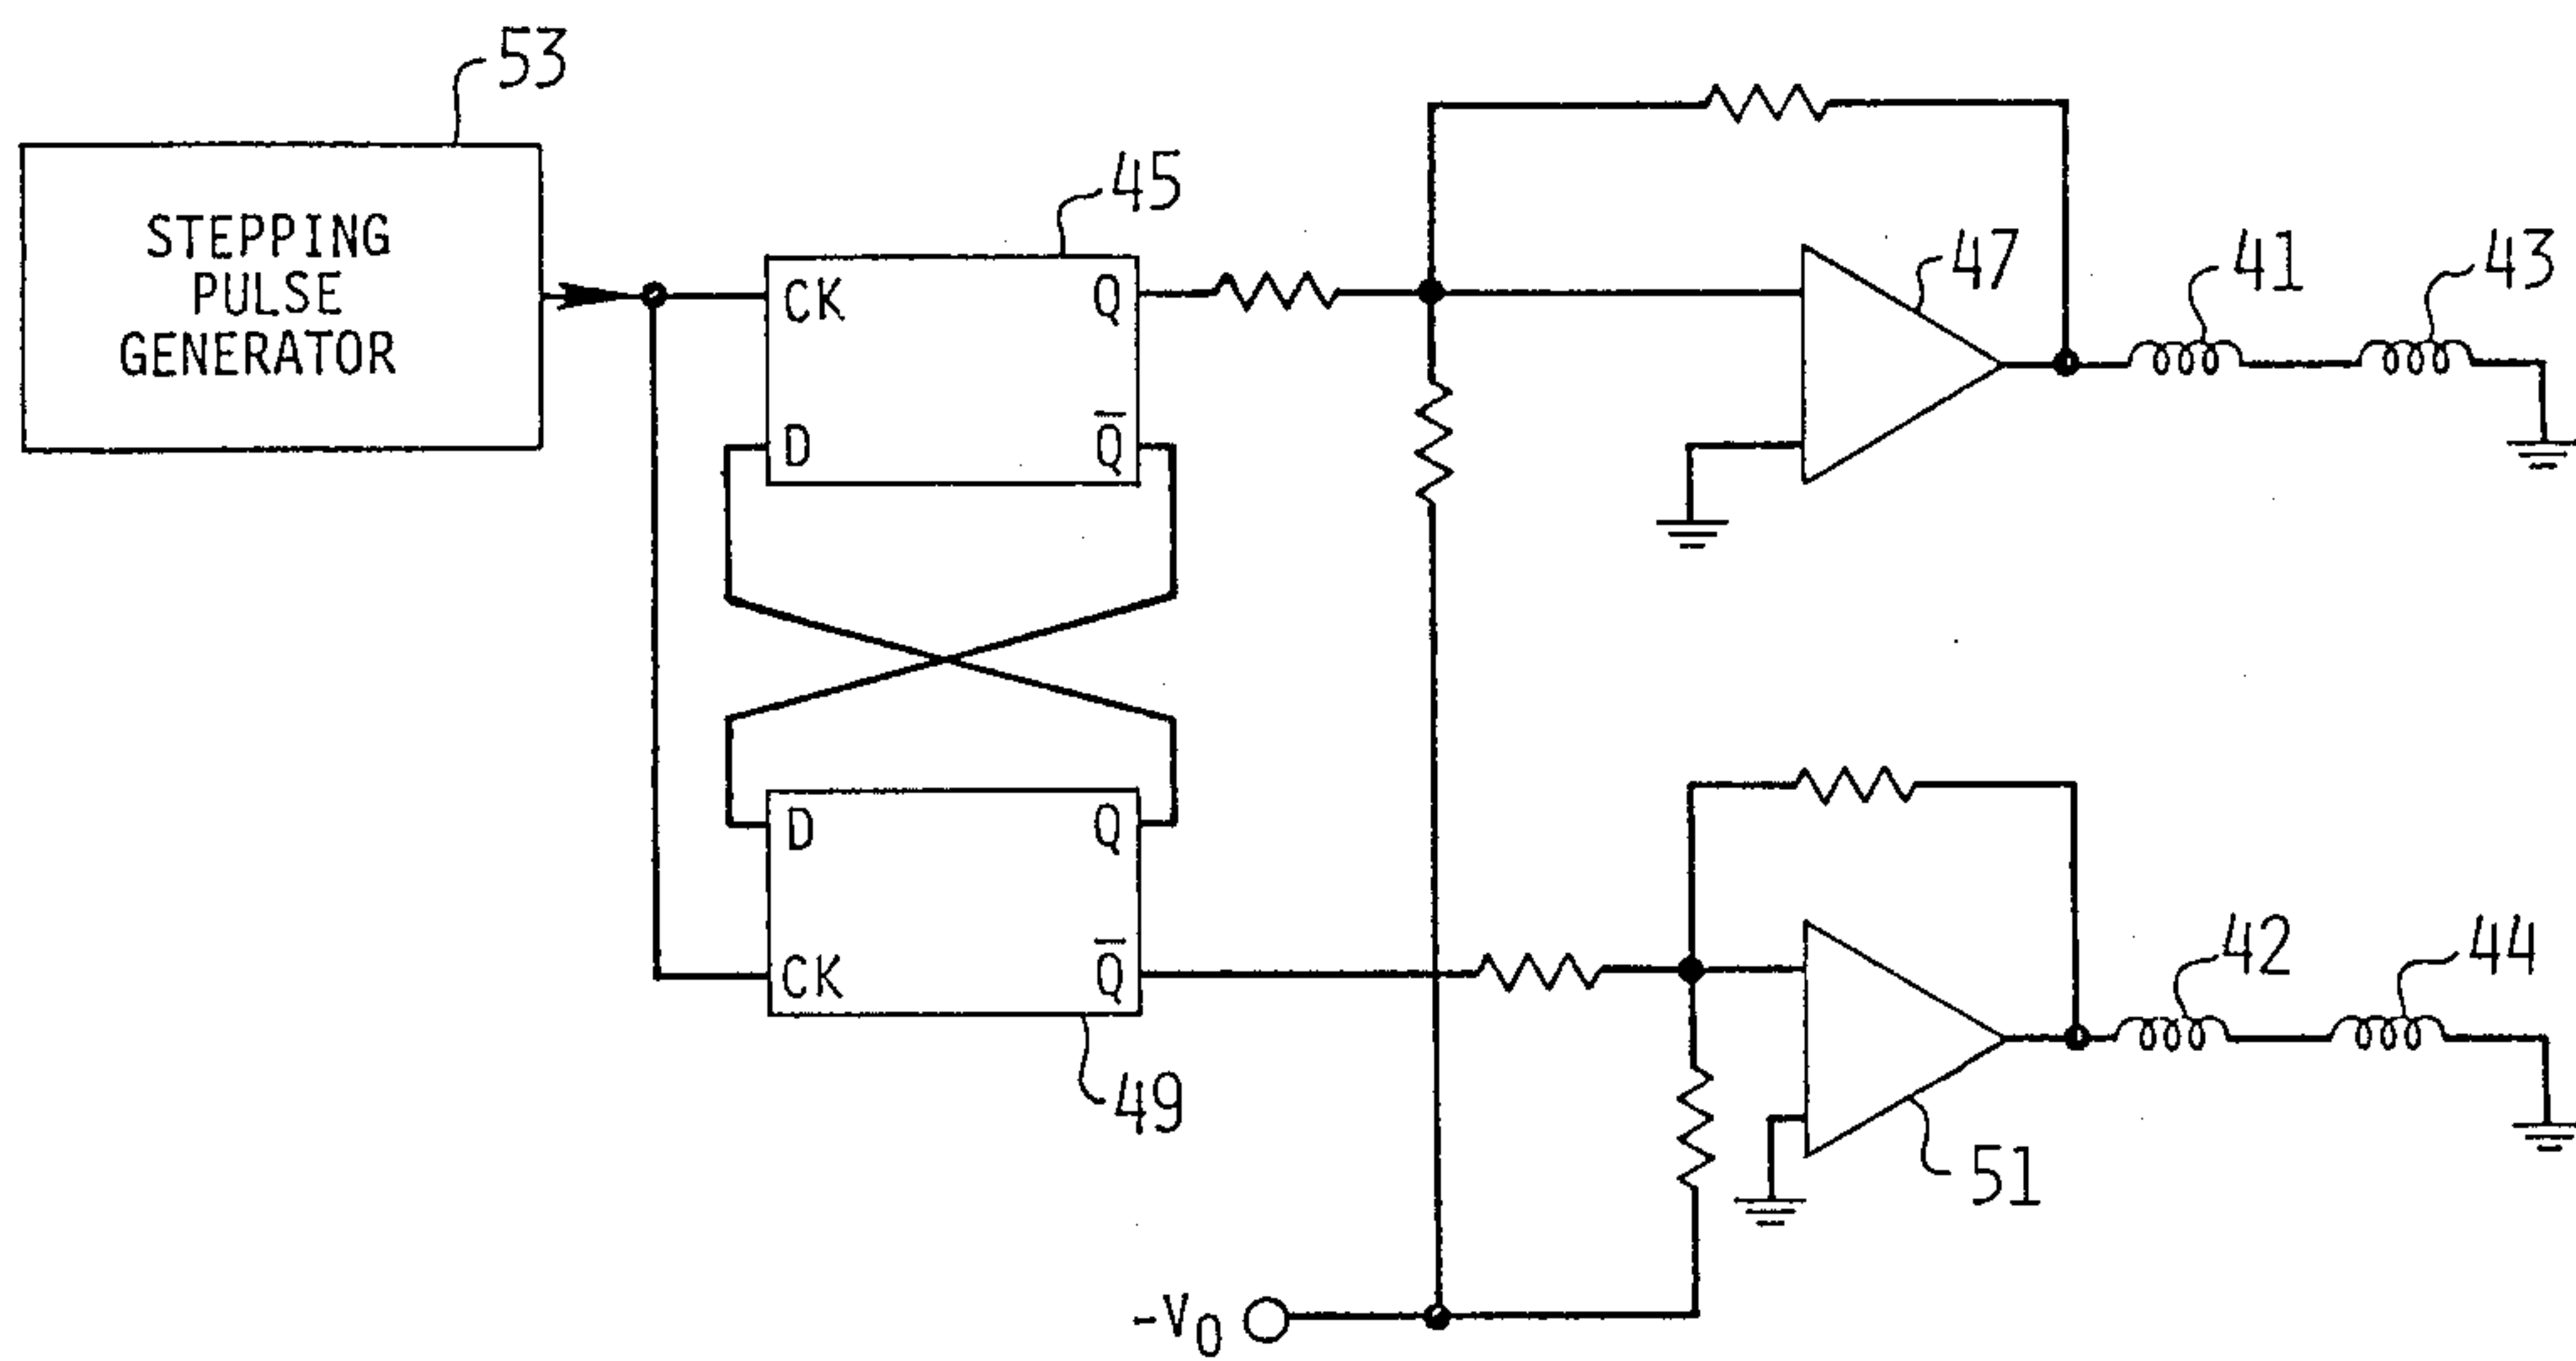 53
STEPPING
PULSE
GENERATOR
45
CK
Q
D
Q̅
47
41
43
D
Q
CK
Q̅
49
42
44
51
-V₀